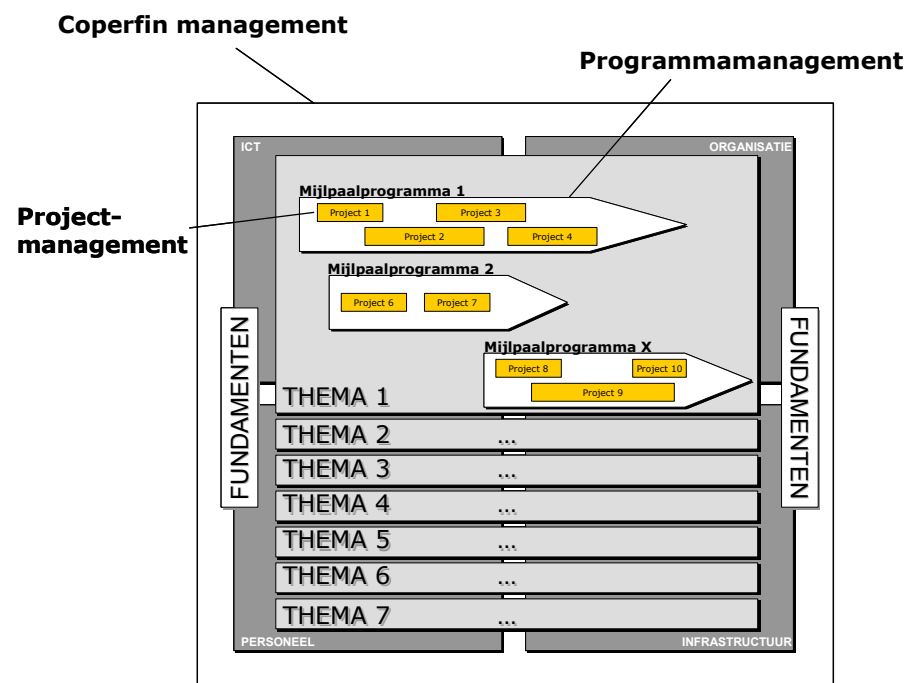 Coperfin management
Programmamanagement
ICT
ORGANISATIE
Mijlpaalprogramma 1
Project 1
Project 3
Project 2
Project 4
Project-
management
Mijlpaalprogramma 2
Project 6
Project 7
Mijlpaalprogramma X
Project 8
Project 10
Project 9
FUNDAMENTEN
FUNDAMENTEN
THEMA 1
THEMA 2 ...
THEMA 3 ...
THEMA 4 ...
THEMA 5 ...
THEMA 6 ...
THEMA 7 ...
PERSONEEL
INFRASTRUCTUUR